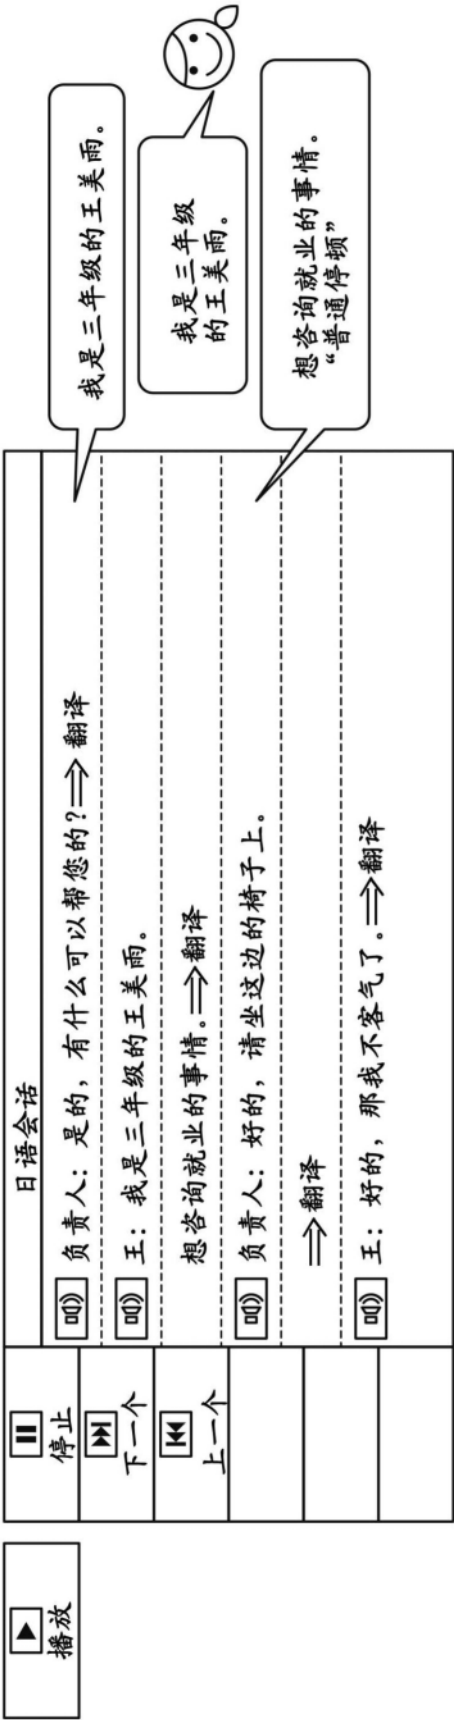 播放
停止
下一个
上一个
日语会话
负责人：是的，有什么可以帮您的?⇒翻译
王：我是三年级的王美雨。
想咨询就业的事情。⇒翻译
负责人：好的，请坐这边的椅子上。
⇒翻译
王：好的，那我不客气了。⇒翻译
我是三年级的王美雨。
我是三年级
的王美雨。
想咨询就业的事情。
“普通停顿”